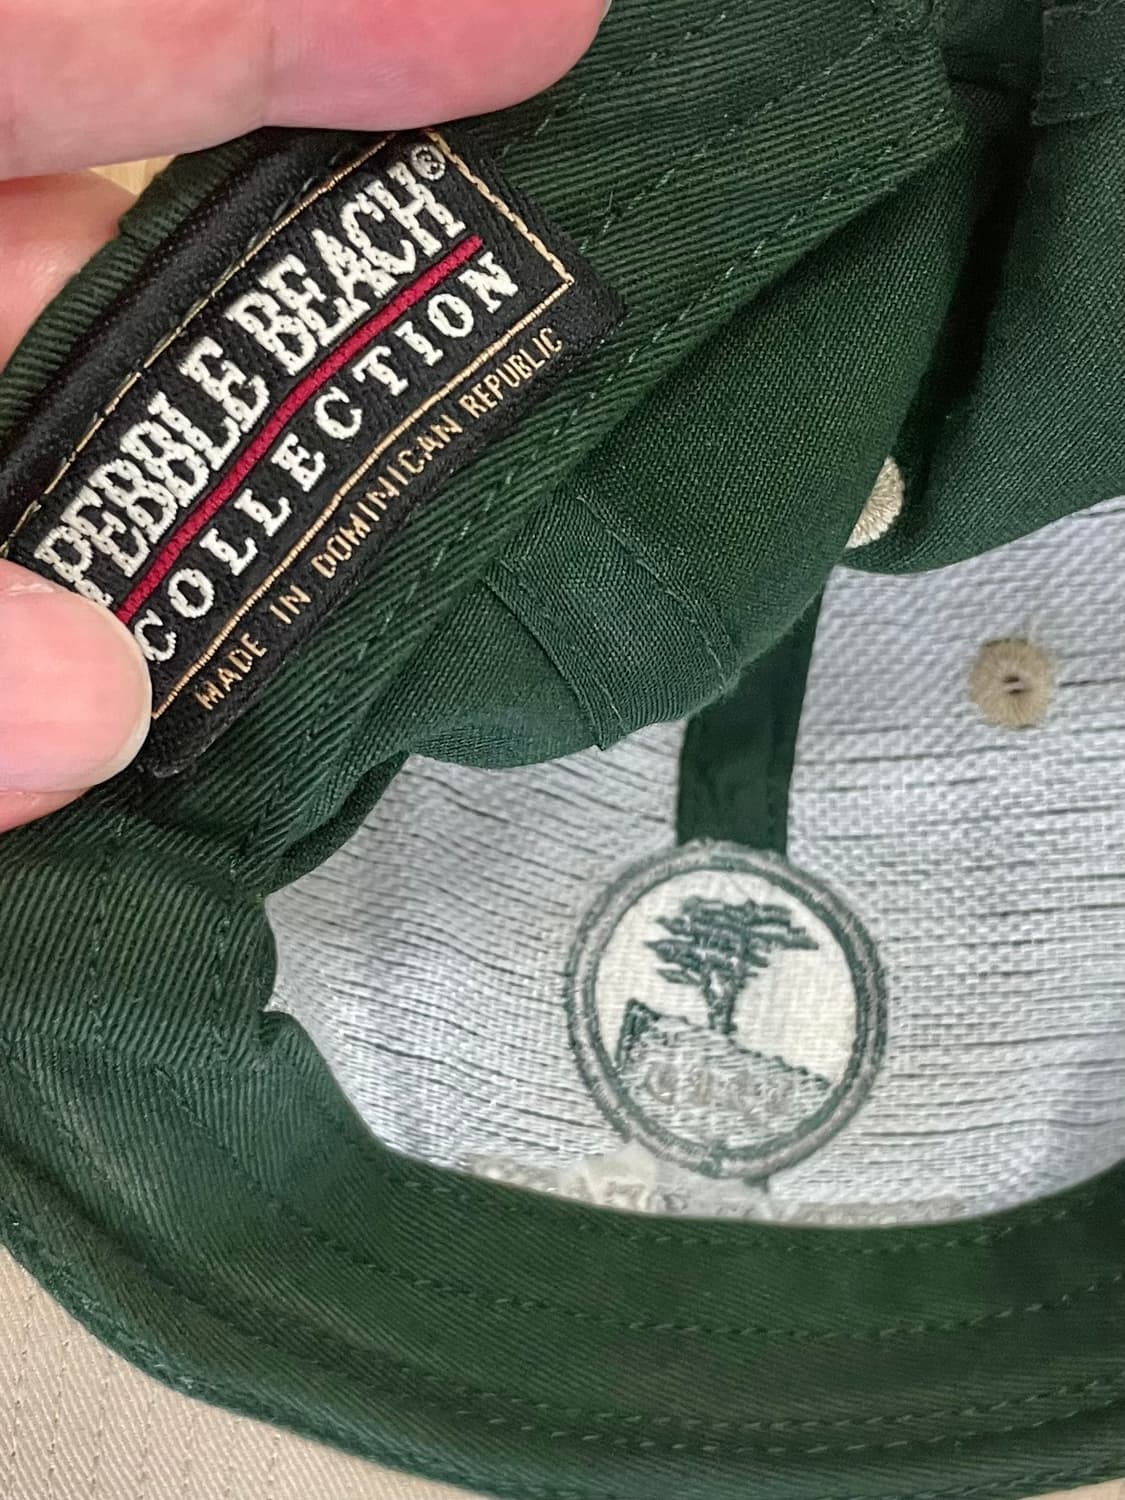 PEBBLE BEACH®
COLLECTION
MADE IN DOMINICAN REPUBLIC